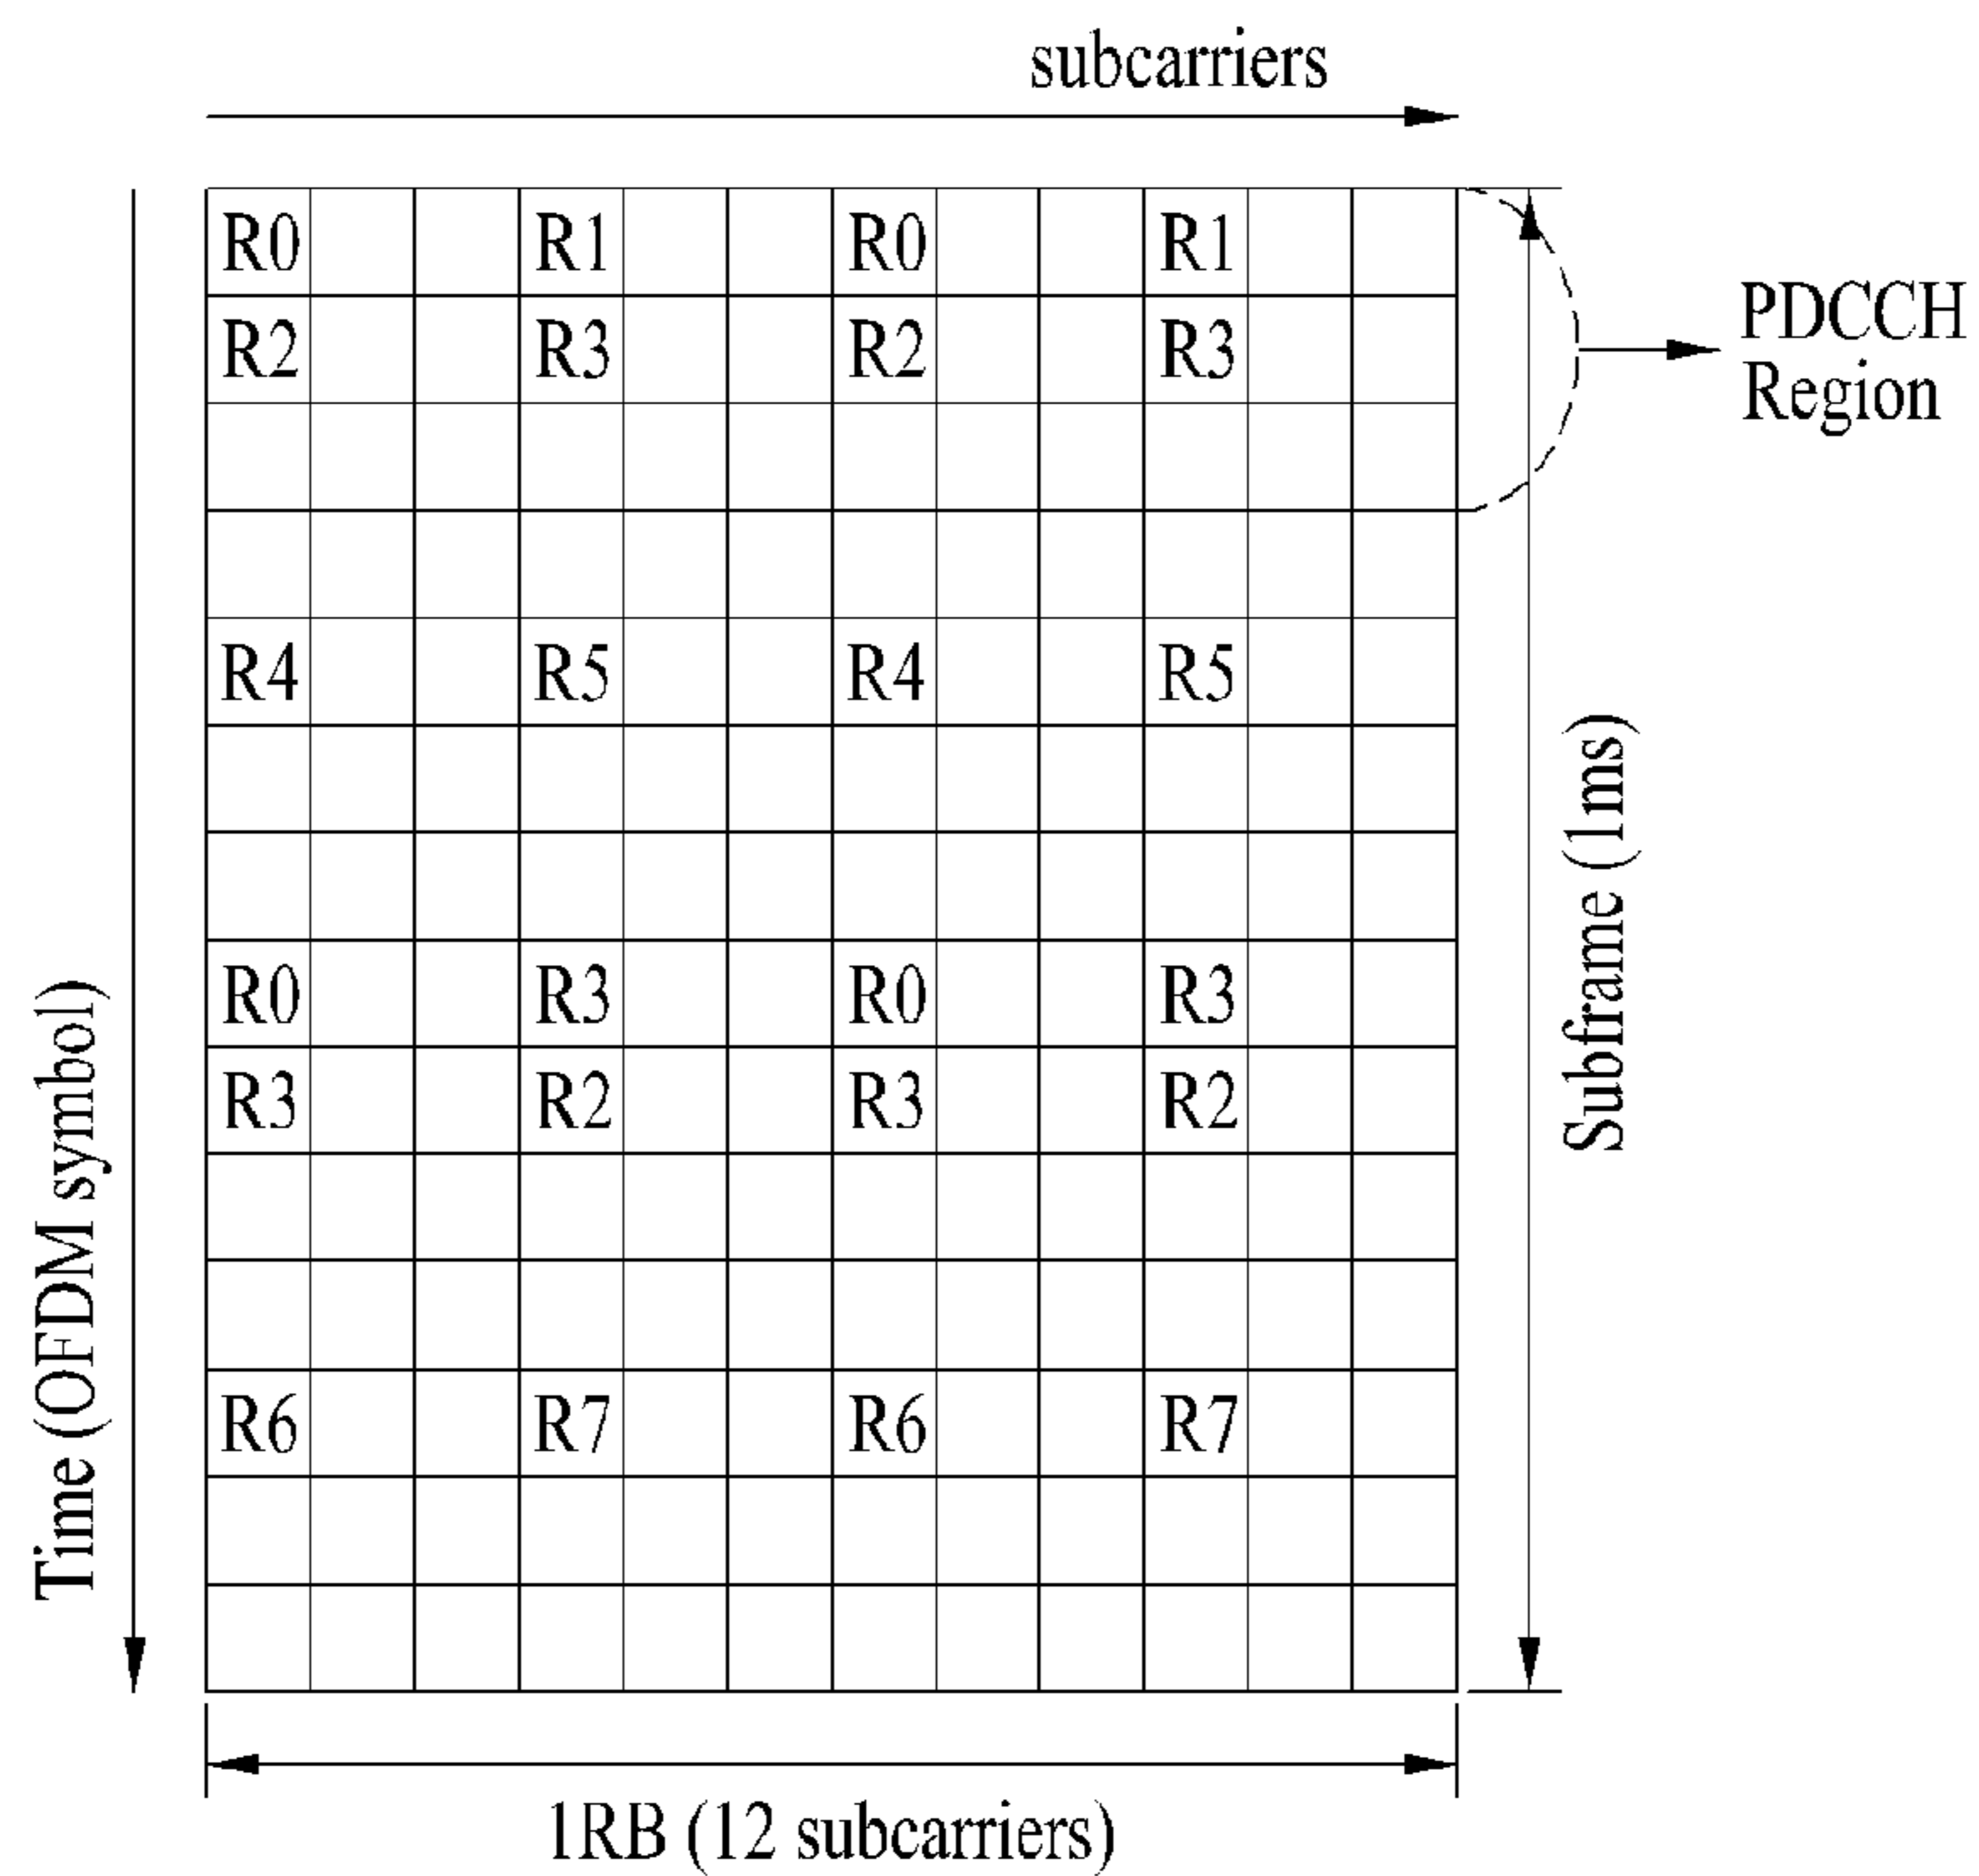 subcarriers
R0 R1 R0 R1
R2 R3 R2 R3
PDCCH
Region
R4 R5 R4 R5
R0 R3 R0 R3
R3 R2 R3 R2
R6 R7 R6 R7
Time (OFDM symbol)
Subframe (1ms)
1RB (12 subcarriers)